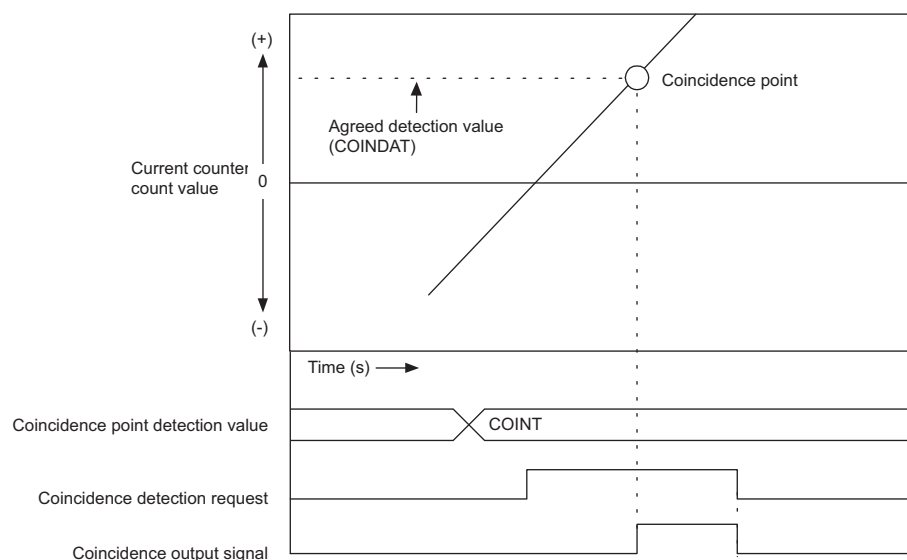 (+)
Coincidence point
Agreed detection value
(COINDAT)
Current counter
count value
0
(-)
Time (s)
Coincidence point detection value
COINT
Coincidence detection request
Coincidence output signal